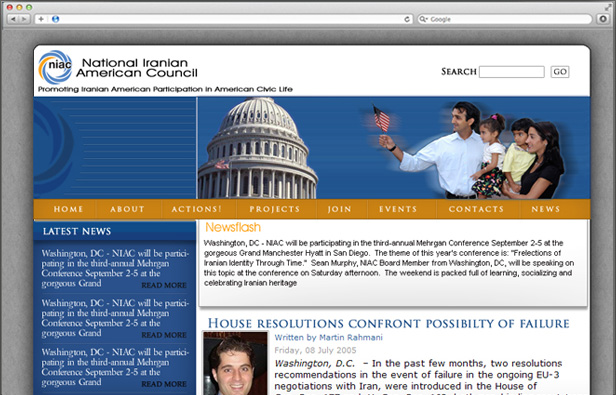 Google
niac
National Iranian
American Council
Promoting Iranian American Participation in American Civic Life
SEARCH
GO
HOME
ABOUT
ACTIONS!
PROJECTS
JOIN
EVENTS
CONTACTS
NEWS
LATEST NEWS
Washington, DC - NIAC will be partici-
pating in the third-annual Mehrgan
Conference September 2-5 at the
gorgeous Grand
READ MORE
Washington, DC - NIAC will be partici-
pating in the third-annual Mehrgan
Conference September 2-5 at the
gorgeous Grand
READ MORE
Washington, DC - NIAC will be partici-
pating in the third-annual Mehrgan
Conference September 2-5 at the
gorgeous Grand
READ MORE
Newsflash
Washington, DC - NIAC will be participating in the third-annual Mehrgan Conference September 2-5 at the
gorgeous Grand Manchester Hyatt in San Diego. The theme of this year's conference is: "Frelections of
Iranian Identity Through Time." Sean Murphy, NIAC Board Member from Washington, DC, will be speaking on
this topic at the conference on Saturday afternoon. The weekend is packed full of learning, socializing and
celebrating Iranian heritage
HOUSE RESOLUTIONS CONFRONT POSSIBILTY OF FAILURE
Written by Martin Rahmani
Friday, 08 July 2005
Washington, D.C. – In the past few months, two resolutions
recommendations in the event of failure in the ongoing EU-3
negotiations with Iran, were introduced in the House of